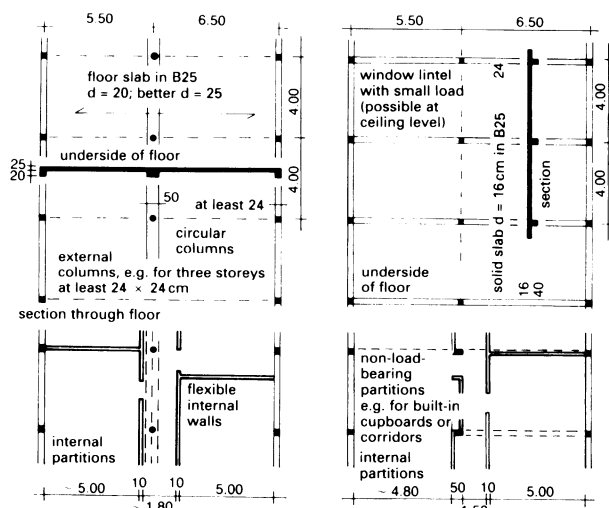 5.50
6.50
floor slab in B25
d = 20; better d = 25
4.00
underside of floor
25
20
50
at least 24
4.00
circular
columns
external
columns, e.g. for three storeys
at least 24 × 24 cm
section through floor
flexible
internal
walls
internal
partitions
~ 5.00
10
10
5.00
~ 1.80
5.50
6.50
window lintel
with small load
(possible at
ceiling level)
24
4.00
solid slab d = 16cm in B25
section
4.00
underside
of floor
16
40
non-load-
bearing
partitions
e.g. for built-in
cupboards or
corridors
internal
partitions
~ 4.80
50
10
5.00